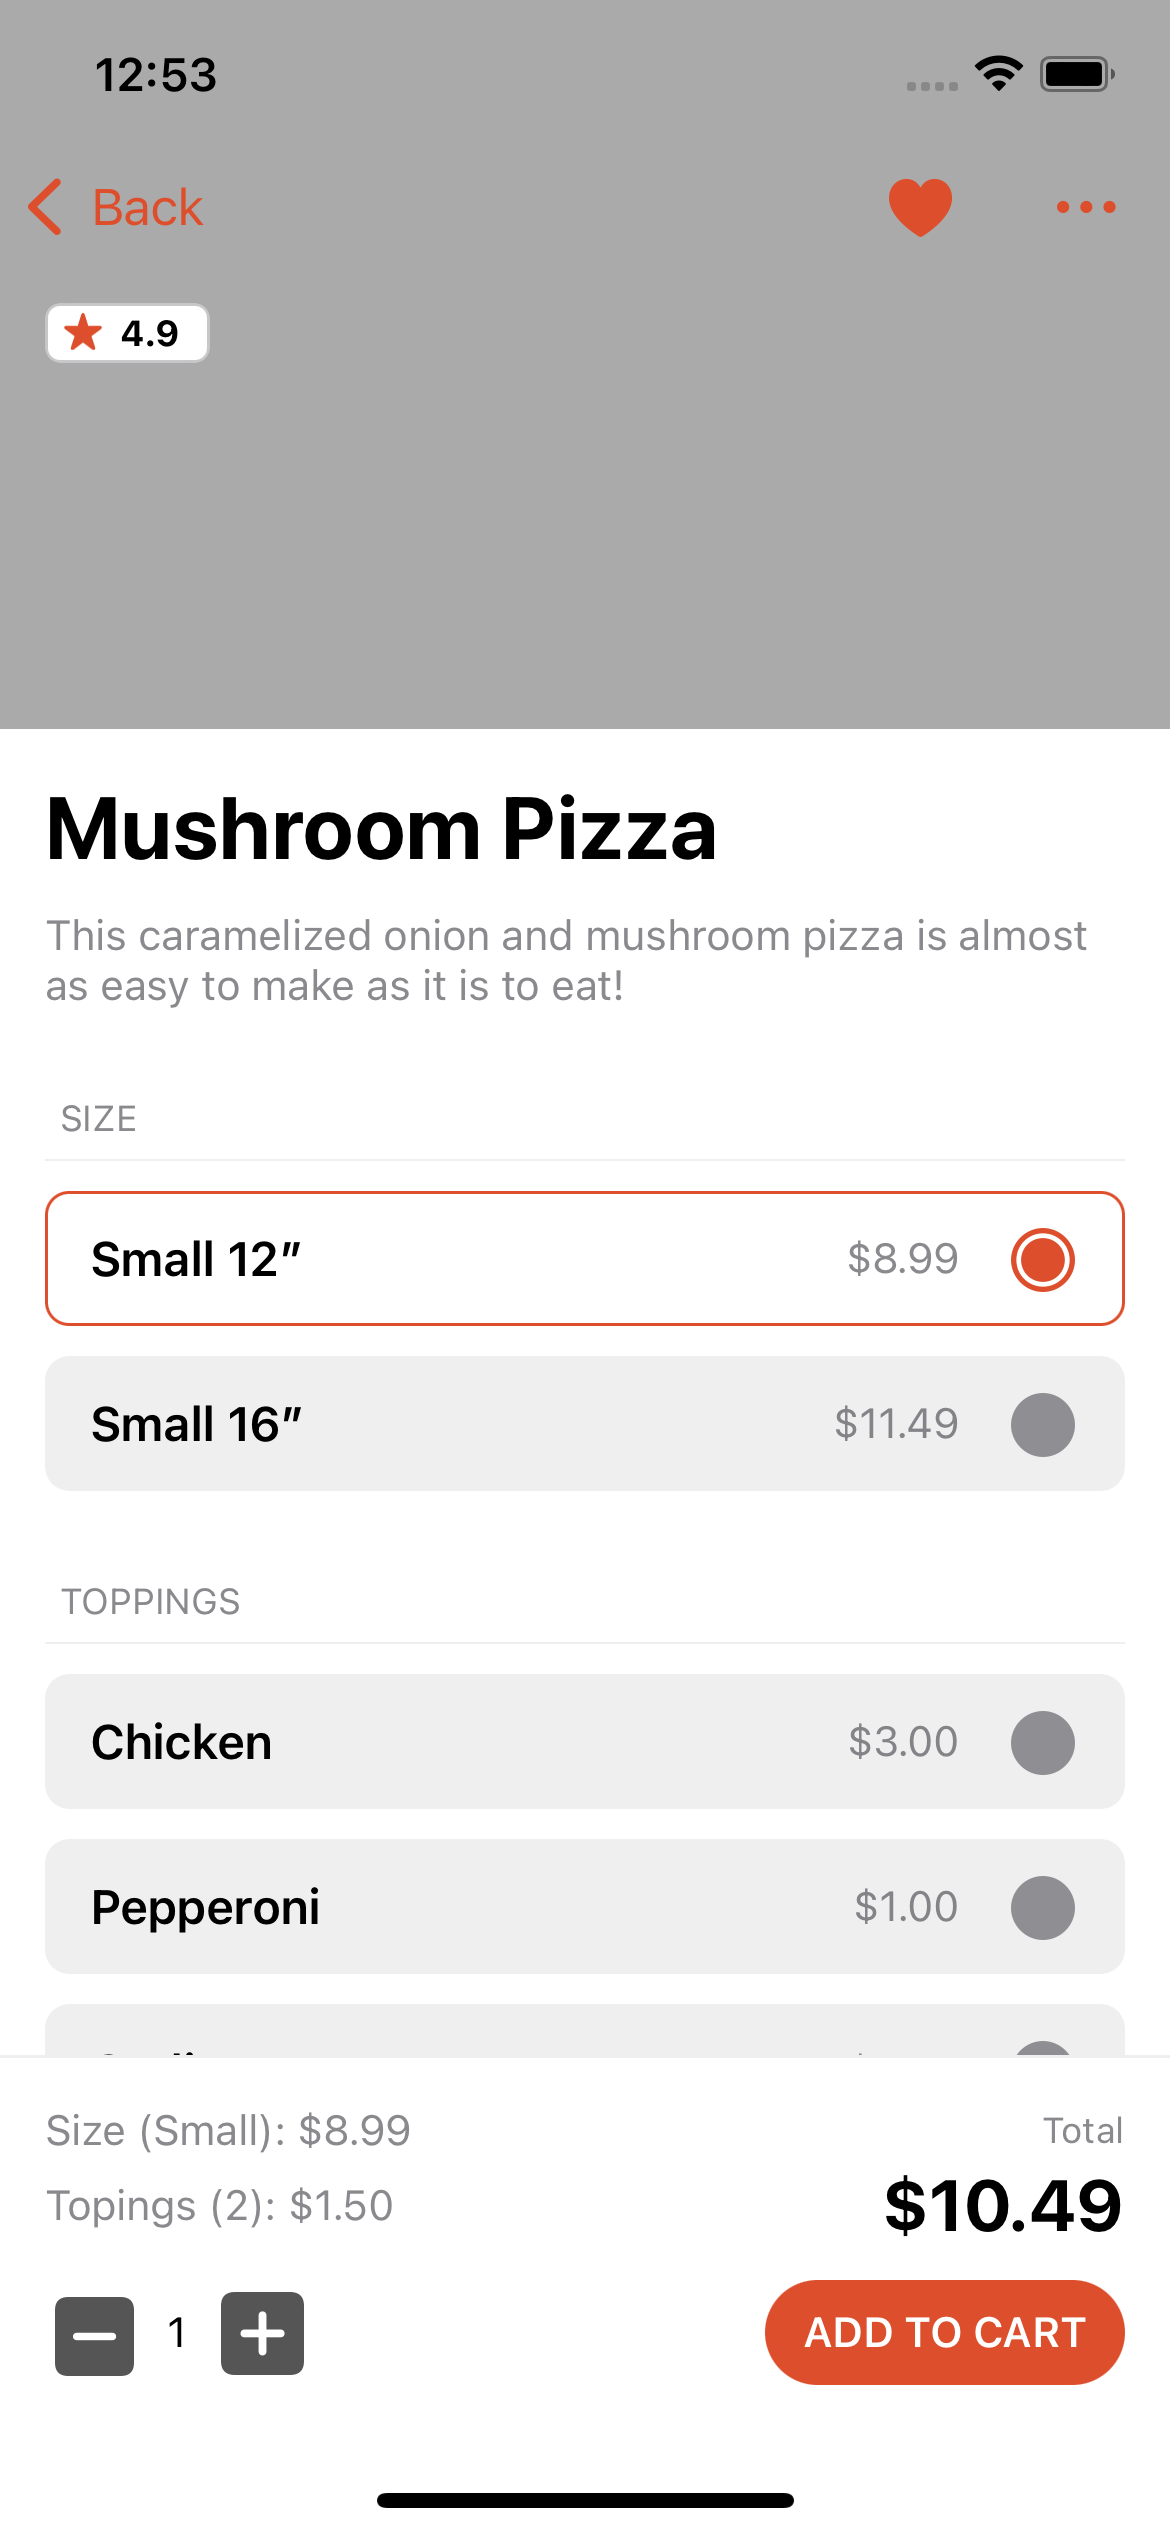 12:53
Back
4.9
Mushroom Pizza
This caramelized onion and mushroom pizza is almost
as easy to make as it is to eat!
SIZE
Small 12” $8.99
Small 16” $11.49
TOPPINGS
Chicken $3.00
Pepperoni $1.00
Size (Small): $8.99
Total
Topings (2): $1.50
$10.49
1
ADD TO CART